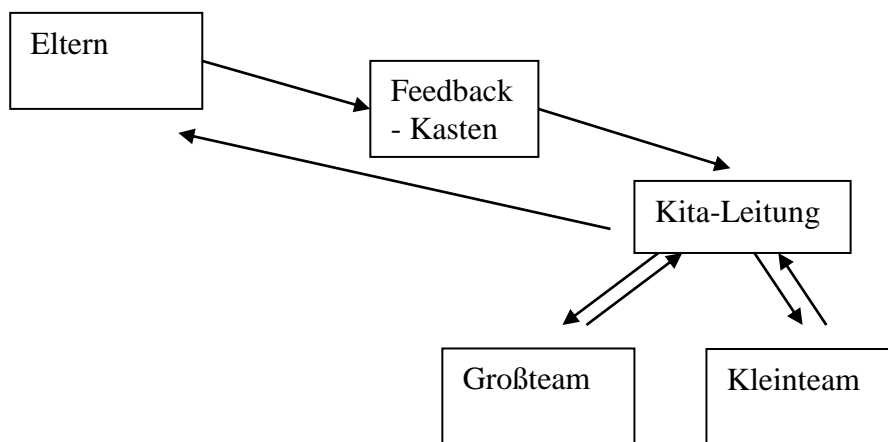 Eltern
Feedback
- Kasten
Kita-Leitung
Großteam
Kleinteam